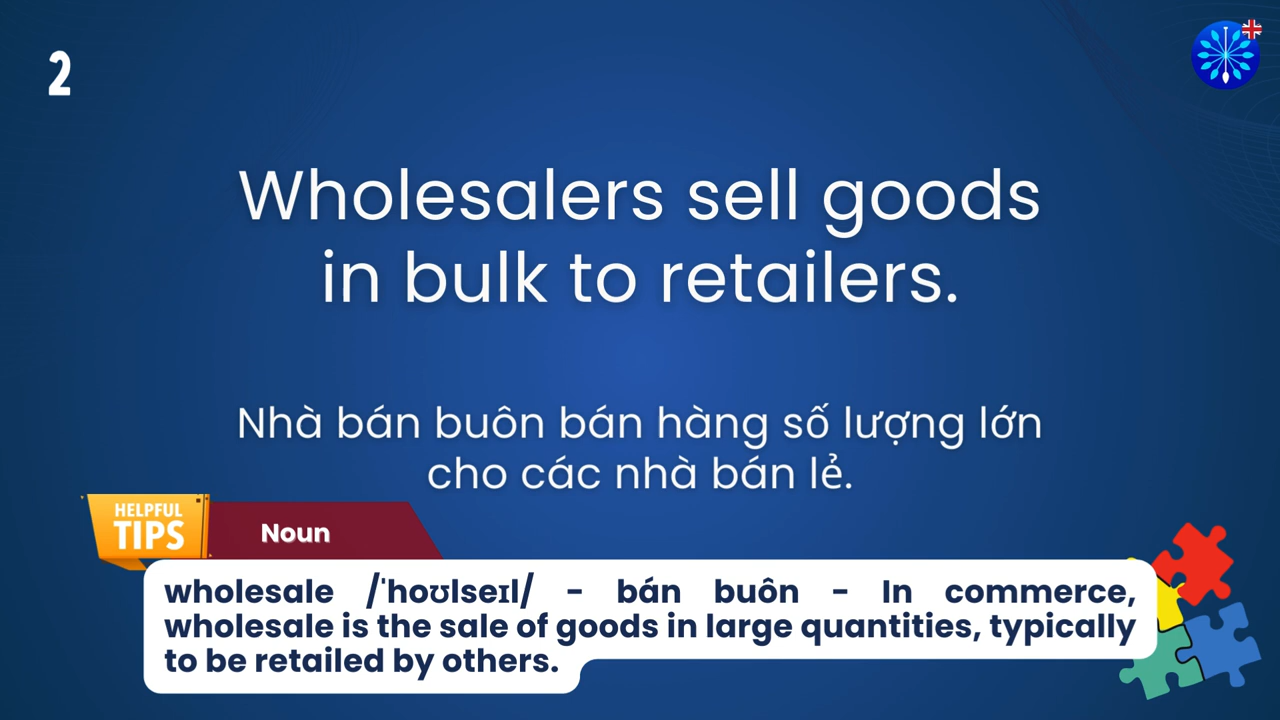 2
Wholesalers sell goods
in bulk to retailers.
Nhà bán buôn bán hàng số lượng lớn
cho các nhà bán lẻ.
HELPFUL
TIPS
Noun
wholesale /ˈhoʊlseɪl/ - bán buôn - In commerce,
wholesale is the sale of goods in large quantities, typically
to be retailed by others.